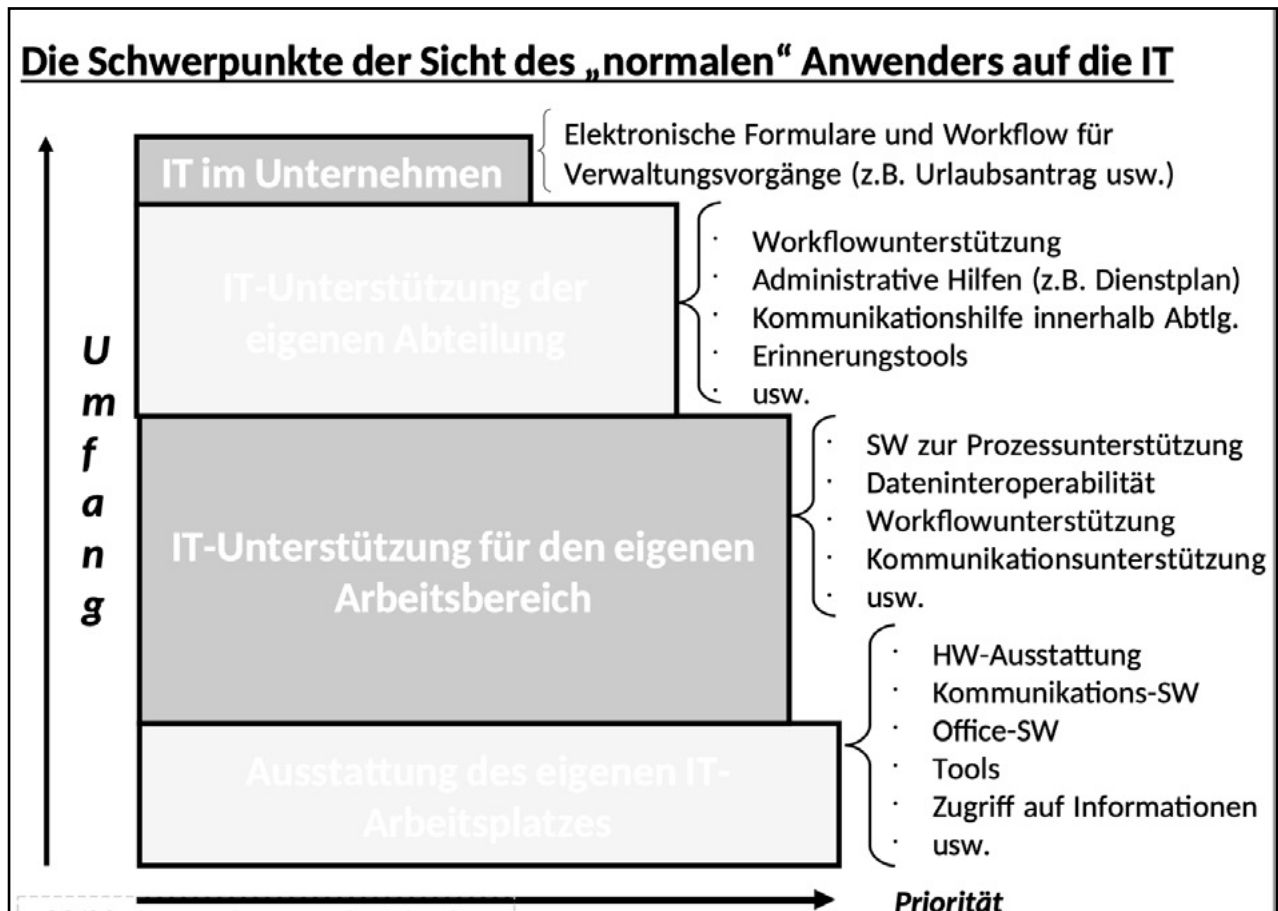 Die Schwerpunkte der Sicht des „normalen“ Anwenders auf die IT
IT im Unternehmen
Elektronische Formulare und Workflow für
Verwaltungsvorgänge (z.B. Urlaubsantrag usw.)
IT-Unterstützung der
eigenen Abteilung
· Workflowunterstützung
· Administrative Hilfen (z.B. Dienstplan)
· Kommunikationshilfe innerhalb Abtlg.
· Erinnerungstools
· usw.
Umfang
IT-Unterstützung für den eigenen
Arbeitsbereich
· SW zur Prozessunterstützung
· Dateninteroperabilität
· Workflowunterstützung
· Kommunikationsunterstützung
· usw.
Ausstattung des eigenen IT-
Arbeitsplatzes
· HW-Ausstattung
· Kommunikations-SW
· Office-SW
· Tools
· Zugriff auf Informationen
· usw.
Priorität